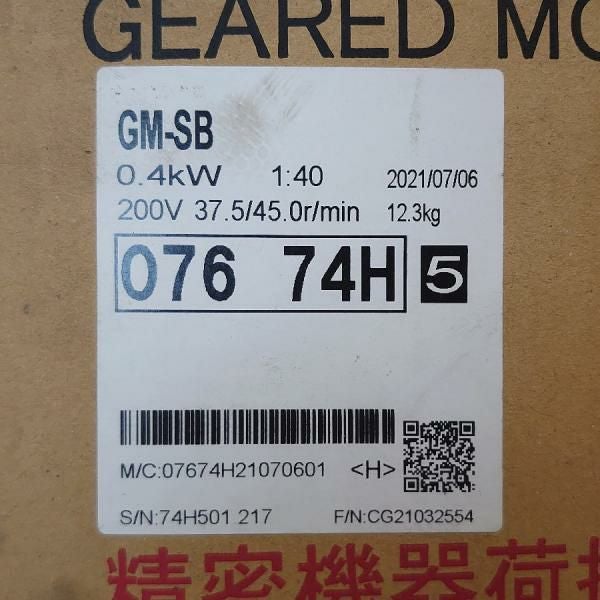 GEARED MO
GM-SB
0.4kW 1:40 2021/07/06
200V 37.5/45.0r/min 12.3kg
076 74H 5
M/C:07674H21070601 <H>
S/N:74H501 217 F/N:CG21032554
精密機器荷扱